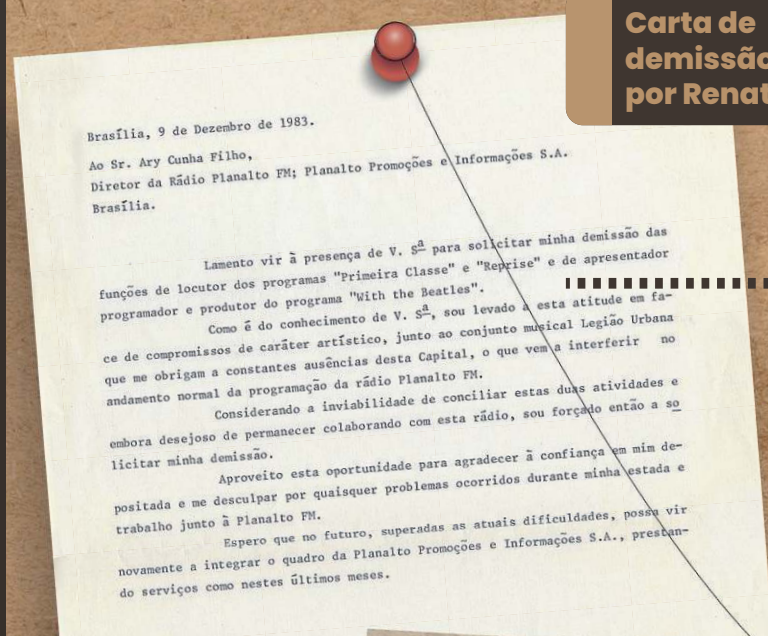 Carta de
demissão
por Renat
Brasília, 9 de Dezembro de 1983.
Ao Sr. Ary Cunha Filho,
Diretor da Rádio Planalto FM; Planalto Promoções e Informações S.A.
Brasília.
Lamento vir à presença de V. Sª para solicitar minha demissão das
funções de locutor dos programas "Primeira Classe" e "Reprise" e de apresentador
programador e produtor do programa "With the Beatles".
Como é do conhecimento de V. Sª, sou levado a esta atitude em fa-
ce de compromissos de caráter artístico, junto ao conjunto musical Legião Urbana
que me obrigam a constantes ausências desta Capital, o que vem a interferir no
andamento normal da programação da rádio Planalto FM.
Considerando a inviabilidade de conciliar estas duas atividades e
embora desejoso de permanecer colaborando com esta rádio, sou forçado então a so
licitar minha demissão.
Aproveito esta oportunidade para agradecer à confiança em mim de-
positada e me desculpar por quaisquer problemas ocorridos durante minha estada e
trabalho junto à Planalto FM.
Espero que no futuro, superadas as atuais dificuldades, possa vir
novamente a integrar o quadro da Planalto Promoções e Informações S.A., prestan-
do serviços como nestes últimos meses.